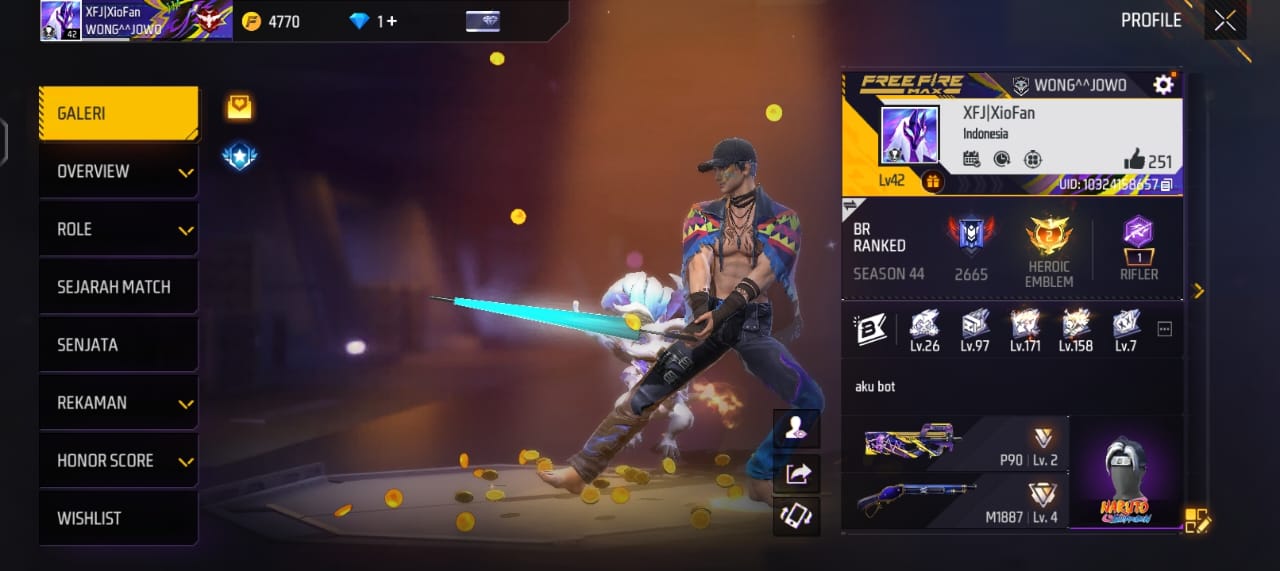 XFJ|XioFan
WONG^^JOWO
42
4770
1+
PROFILE
GALERI
OVERVIEW
ROLE
SEJARAH MATCH
SENJATA
REKAMAN
HONOR SCORE
WISHLIST
FREE FIRE
MAX
WONG^^JOWO
XFJ|XioFan
Indonesia
251
Lv42
UID: 10324158657
BR
RANKED
SEASON 44
2665
2
HEROIC
EMBLEM
1
RIFLER
B
Lv.26
Lv.97
Lv.171
Lv.158
Lv.7
aku bot
P90 | Lv. 2
M1887 | Lv. 4
NARUTO